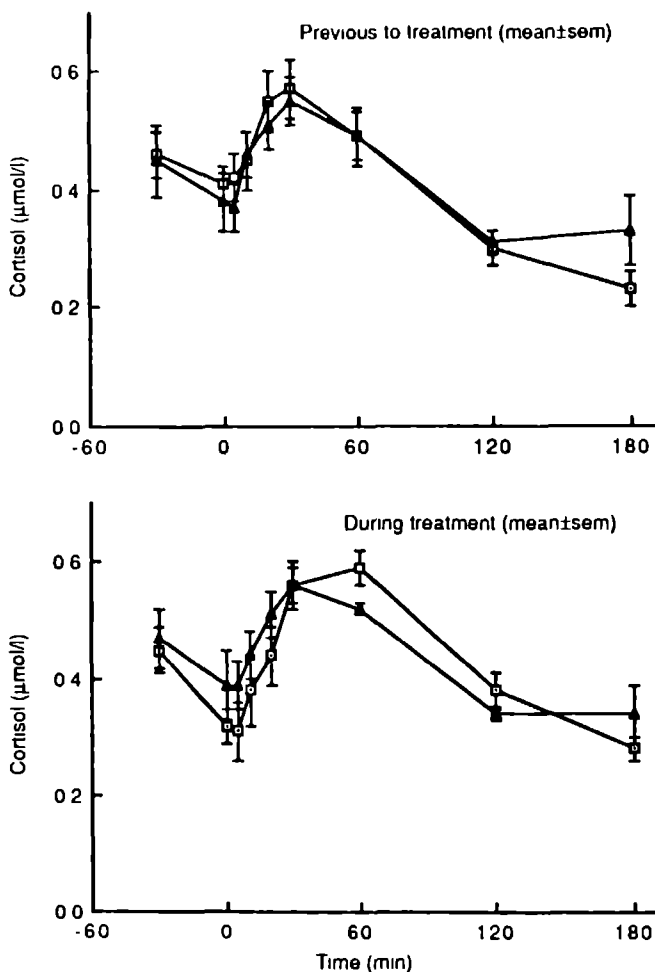 Previous to treatment (mean±sem)
0 6
0 4
0 2
0 0
Cortisol (µmol/l)
-60 0 60 120 180
During treatment (mean±sem)
0 6
0 4
0 2
0 0
Cortisol (µmol/l)
-60 0 60 120 180
Time (min)